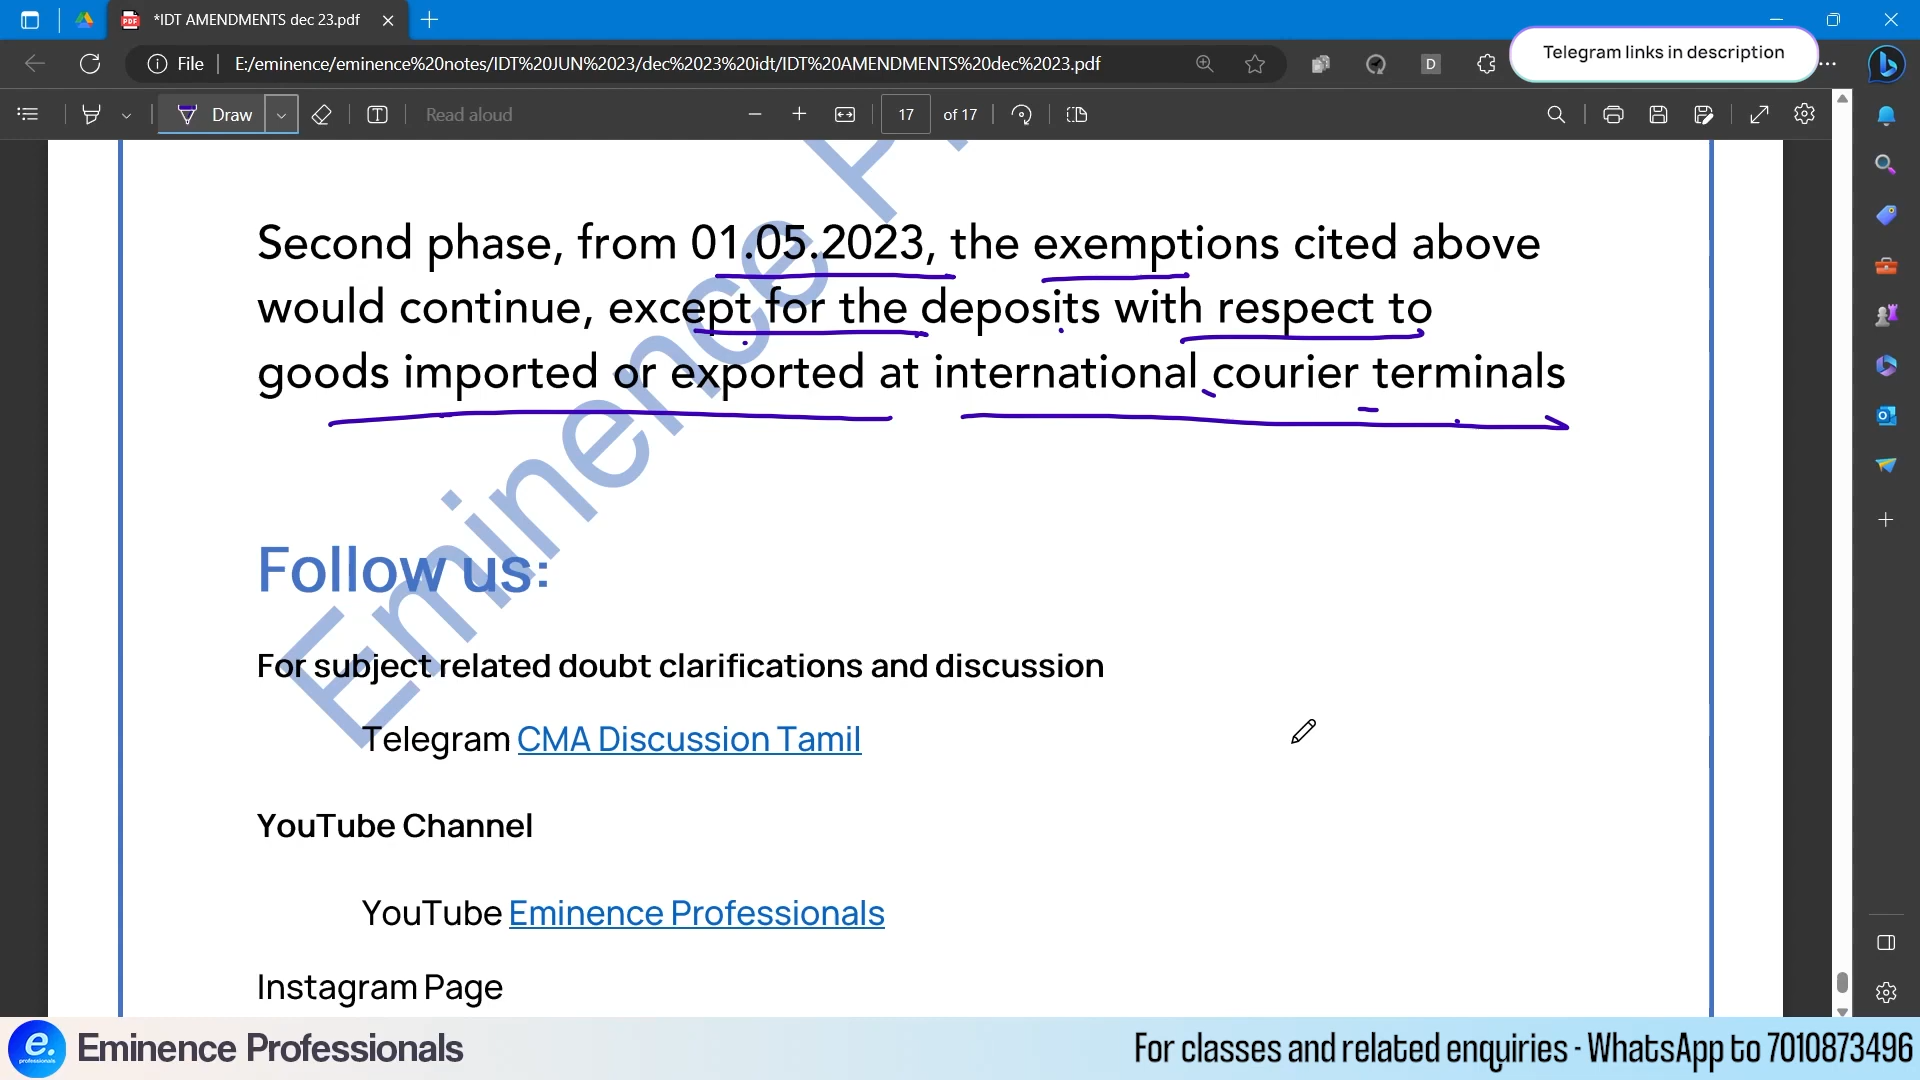 *IDT AMENDMENTS dec 23.pdf
File
E:/eminence/eminence%20notes/IDT%20JUN%2023/dec%2023%20idt/IDT%20AMENDMENTS%20dec%2023.pdf
D
Telegram links in description
Draw
Read aloud
17 of 17
Second phase, from 01.05.2023, the exemptions cited above
would continue, except for the deposits with respect to
goods imported or exported at international courier terminals
Eminence P
Follow us:
For subject related doubt clarifications and discussion
Telegram CMA Discussion Tamil
YouTube Channel
YouTube Eminence Professionals
Instagram Page
e. professionals
Eminence Professionals
For classes and related enquiries - WhatsApp to 7010873496